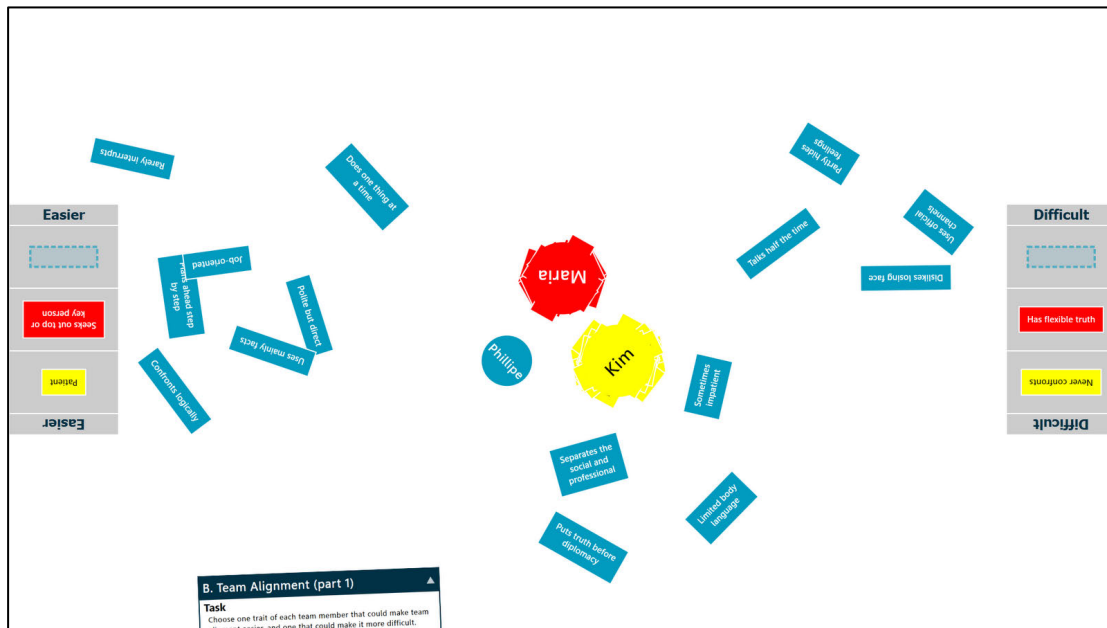 Rarely interrupts
Does one thing at
a time
Partly hides
feelings
Uses official
channels
Talks half the time
Dislikes losing face
Easier
Seeks out top or
key person
Patient
Easier
Job-oriented
Plans ahead step
by step
Polite but direct
Uses mainly facts
Confronts logically
Maria
Phillipe
Kim
Sometimes
impatient
Separates the
social and
professional
Limited body
language
Puts truth before
diplomacy
Difficult
Has flexible truth
Never confronts
Difficult
B. Team Alignment (part 1)
Task
Choose one trait of each team member that could make team
alignment easier, and one that could make it more difficult.